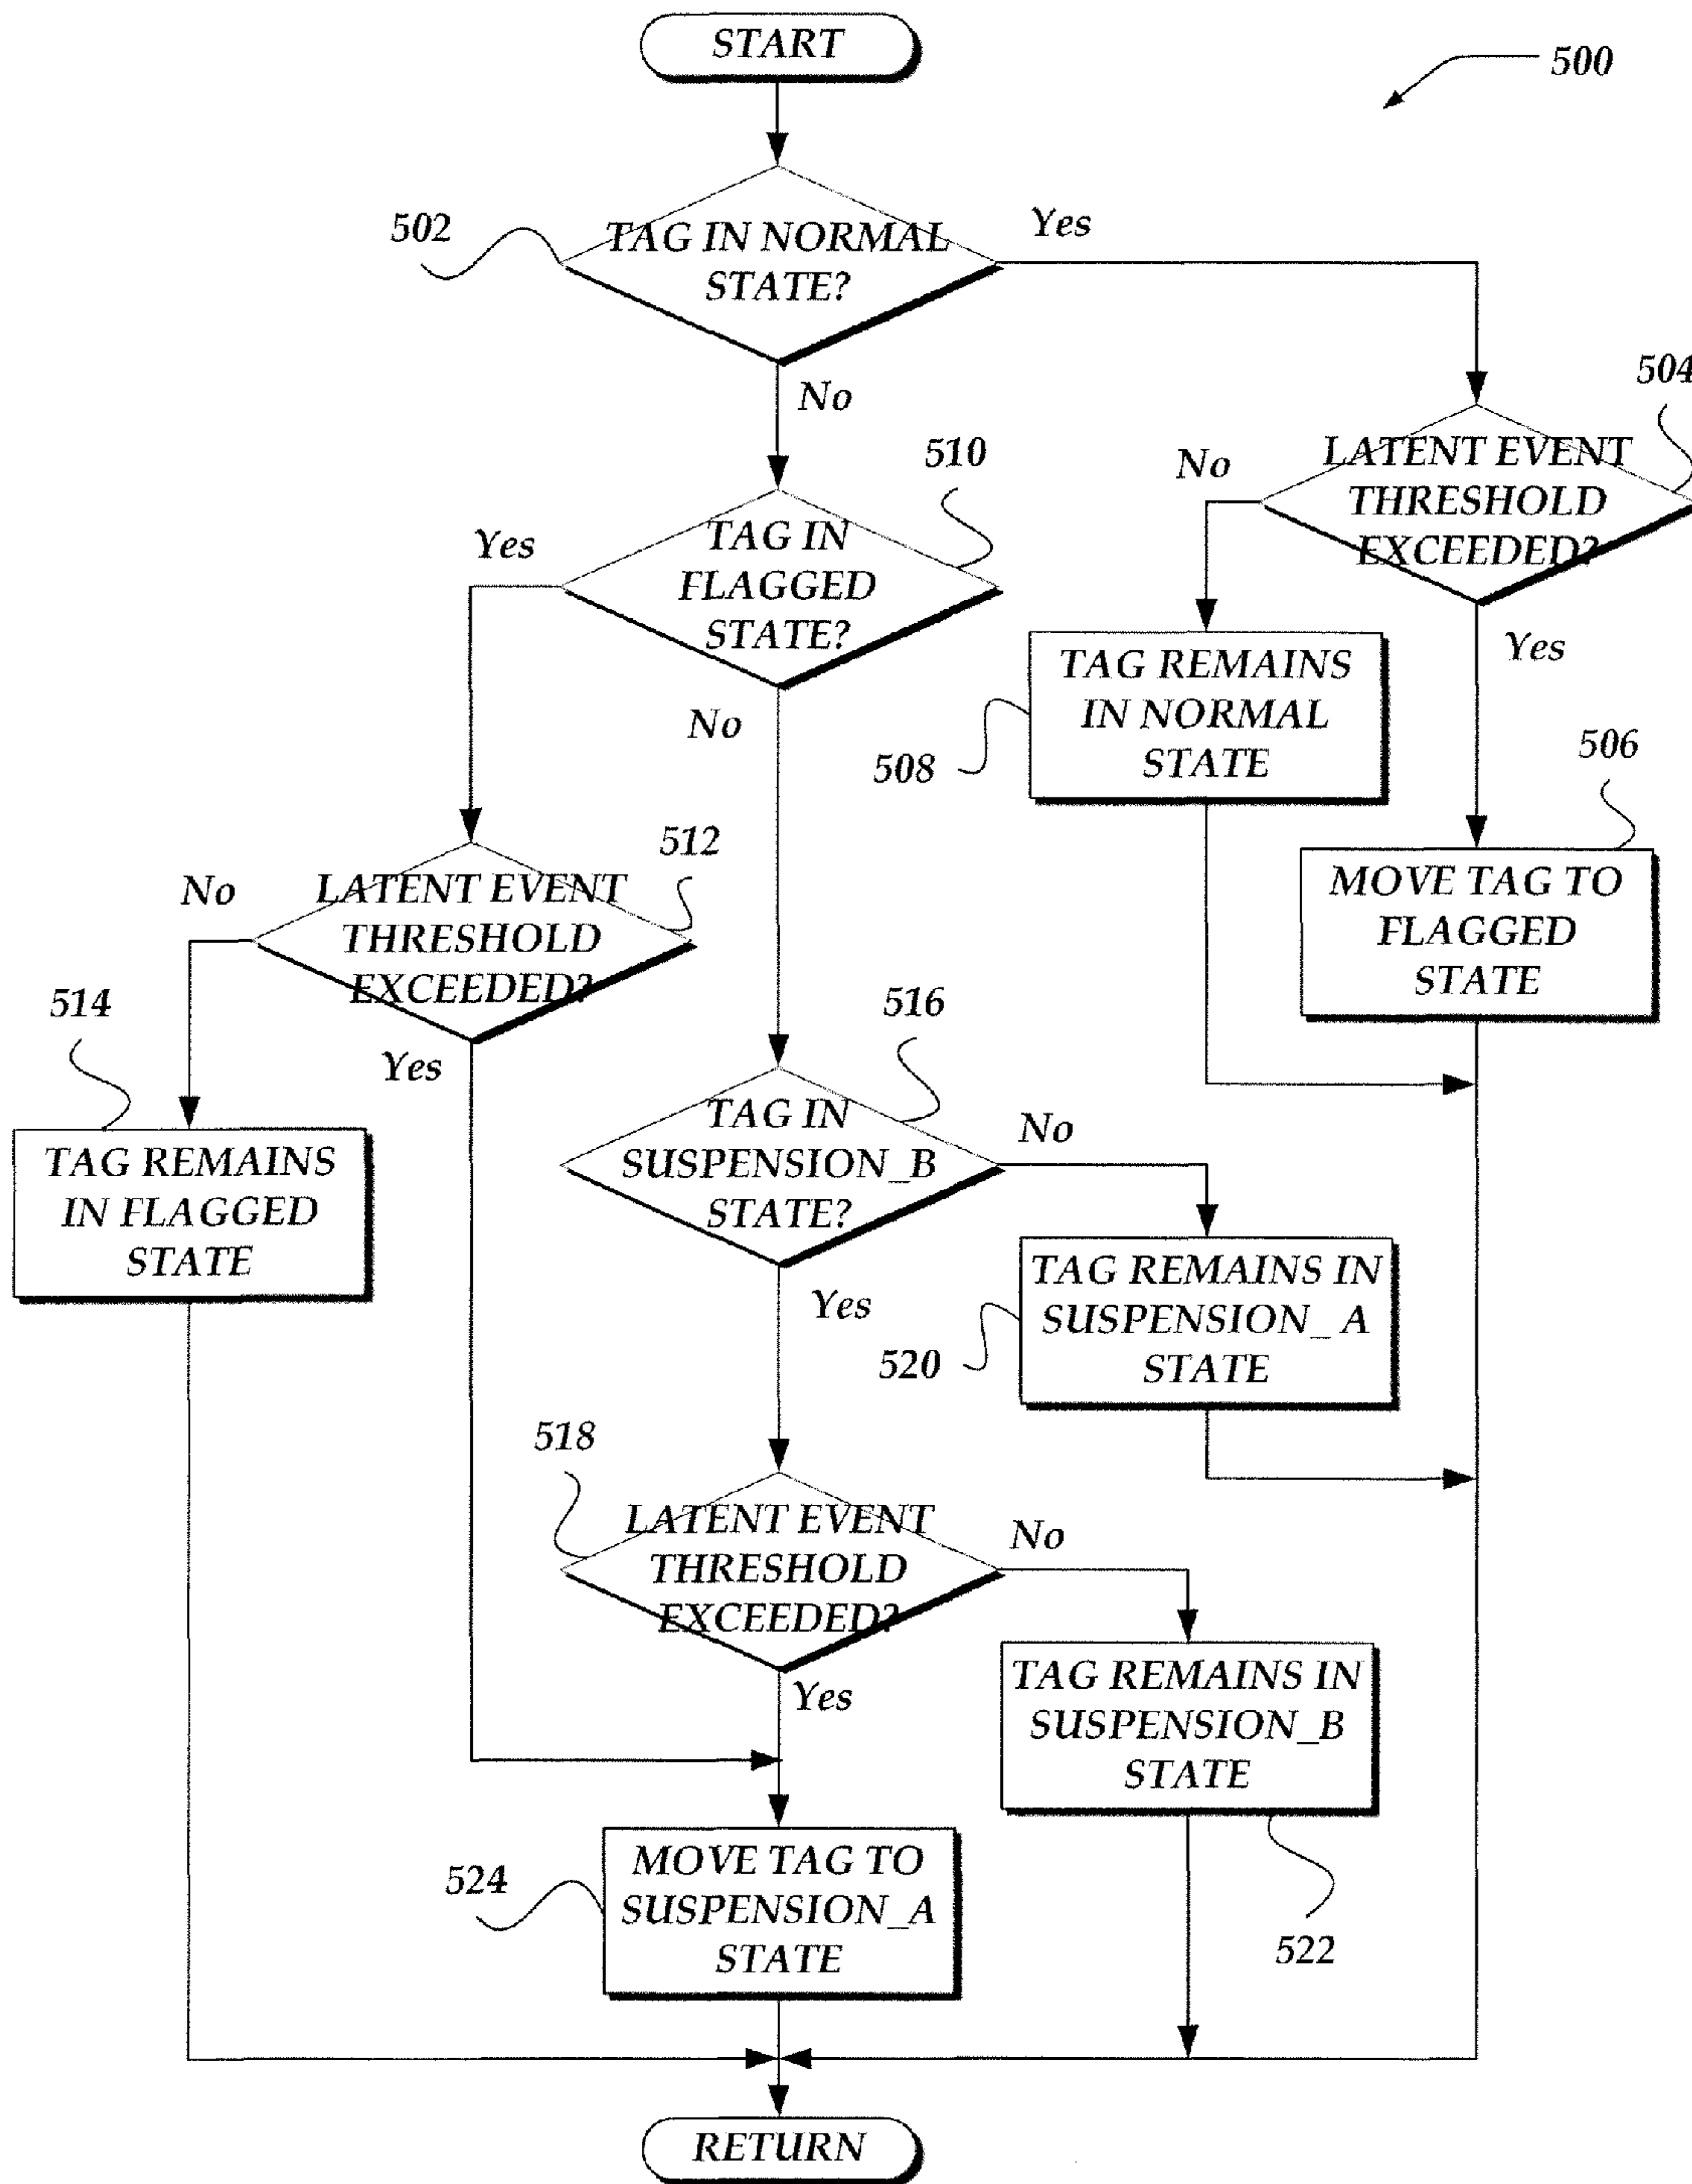 START
500
502
TAG IN NORMAL
STATE?
Yes
No
504
LATENT EVENT
THRESHOLD
EXCEEDED?
No
Yes
510
TAG IN
FLAGGED
STATE?
Yes
No
TAG REMAINS
IN NORMAL
STATE
508
506
MOVE TAG TO
FLAGGED
STATE
512
LATENT EVENT
THRESHOLD
EXCEEDED?
No
Yes
514
TAG REMAINS
IN FLAGGED
STATE
516
TAG IN
SUSPENSION_B
STATE?
No
Yes
TAG REMAINS IN
SUSPENSION_ A
STATE
520
518
LATENT EVENT
THRESHOLD
EXCEEDED?
No
Yes
TAG REMAINS IN
SUSPENSION_B
STATE
522
524
MOVE TAG TO
SUSPENSION_A
STATE
RETURN